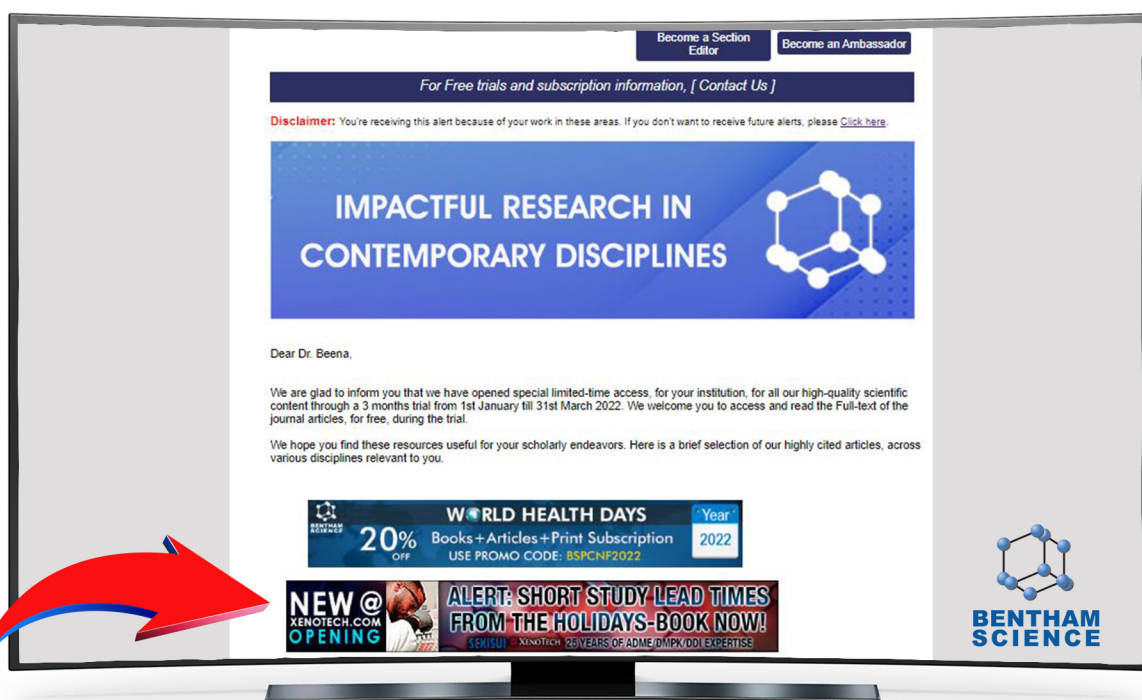 Become a Section
Editor
Become an Ambassador
For Free trials and subscription information, [ Contact Us ]
Disclaimer: You're receiving this alert because of your work in these areas. If you don't want to receive future alerts, please Click here.
IMPACTFUL RESEARCH IN
CONTEMPORARY DISCIPLINES
Dear Dr. Beena,
We are glad to inform you that we have opened special limited-time access, for your institution, for all our high-quality scientific
content through a 3 months trial from 1st January till 31st March 2022. We welcome you to access and read the Full-text of the
journal articles, for free, during the trial.
We hope you find these resources useful for your scholarly endeavors. Here is a brief selection of our highly cited articles, across
various disciplines relevant to you.
BENTHAM
SCIENCE
20%
OFF
WORLD HEALTH DAYS
Books+Articles+Print Subscription
USE PROMO CODE: BSPCNF2022
Year
2022
NEW @
XENOTECH.COM
OPENING
ALERT: SHORT STUDY LEAD TIMES
FROM THE HOLIDAYS-BOOK NOW!
SEKISUI XENOTECH 25 YEARS OF ADME/DMPK/DDI EXPERTISE
BENTHAM
SCIENCE